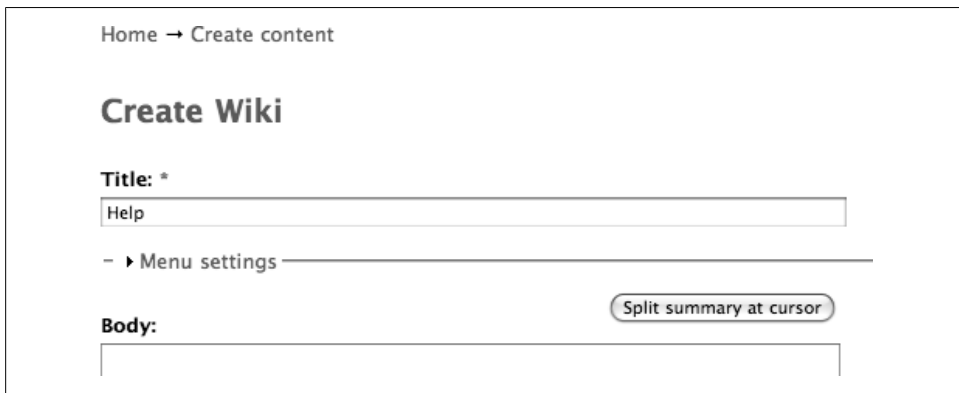 Home → Create content
Create Wiki
Title: *
Help
Menu settings
Split summary at cursor
Body: